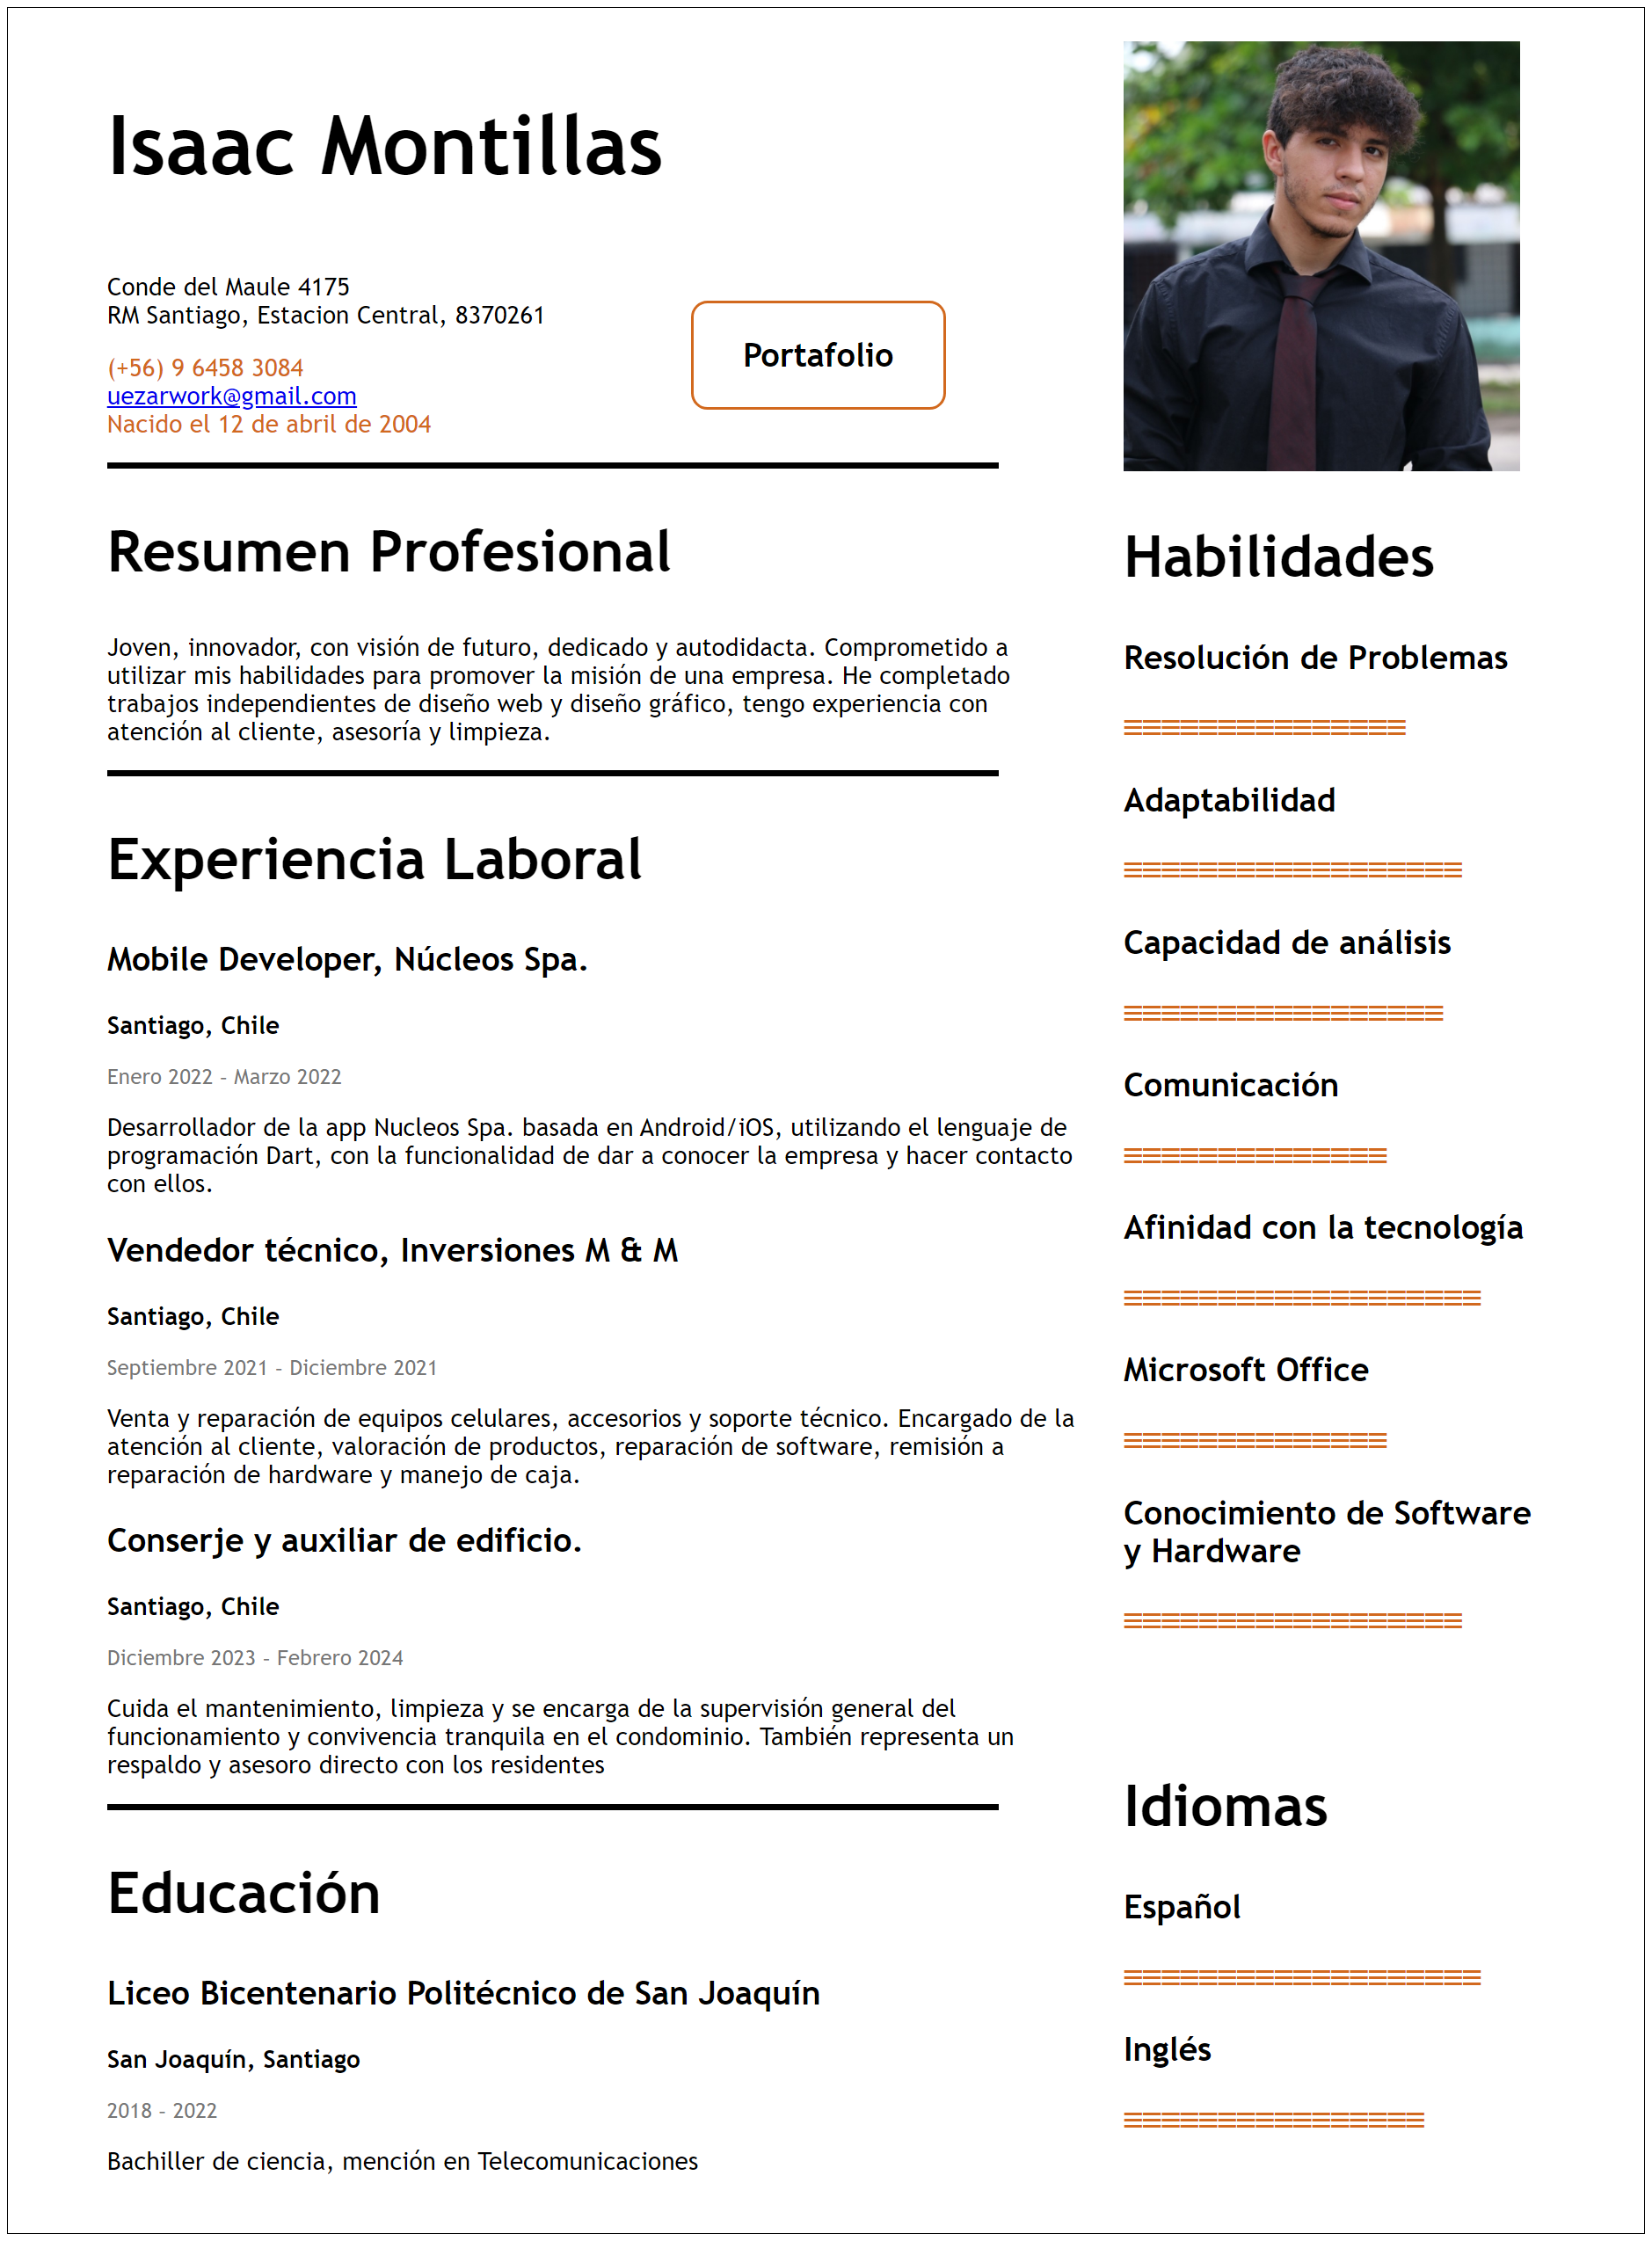 Isaac Montillas
Conde del Maule 4175
RM Santiago, Estacion Central, 8370261
(+56) 9 6458 3084
uezarwork@gmail.com
Nacido el 12 de abril de 2004
Portafolio
Resumen Profesional
Joven, innovador, con visión de futuro, dedicado y autodidacta. Comprometido a
utilizar mis habilidades para promover la misión de una empresa. He completado
trabajos independientes de diseño web y diseño gráfico, tengo experiencia con
atención al cliente, asesoría y limpieza.
Experiencia Laboral
Mobile Developer, Núcleos Spa.
Santiago, Chile
Enero 2022 - Marzo 2022
Desarrollador de la app Nucleos Spa. basada en Android/iOS, utilizando el lenguaje de
programación Dart, con la funcionalidad de dar a conocer la empresa y hacer contacto
con ellos.
Vendedor técnico, Inversiones M & M
Santiago, Chile
Septiembre 2021 - Diciembre 2021
Venta y reparación de equipos celulares, accesorios y soporte técnico. Encargado de la
atención al cliente, valoración de productos, reparación de software, remisión a
reparación de hardware y manejo de caja.
Conserje y auxiliar de edificio.
Santiago, Chile
Diciembre 2023 - Febrero 2024
Cuida el mantenimiento, limpieza y se encarga de la supervisión general del
funcionamiento y convivencia tranquila en el condominio. También representa un
respaldo y asesoro directo con los residentes
Educación
Liceo Bicentenario Politécnico de San Joaquín
San Joaquín, Santiago
2018 - 2022
Bachiller de ciencia, mención en Telecomunicaciones
Habilidades
Resolución de Problemas
Adaptabilidad
Capacidad de análisis
Comunicación
Afinidad con la tecnología
Microsoft Office
Conocimiento de Software
y Hardware
Idiomas
Español
Inglés